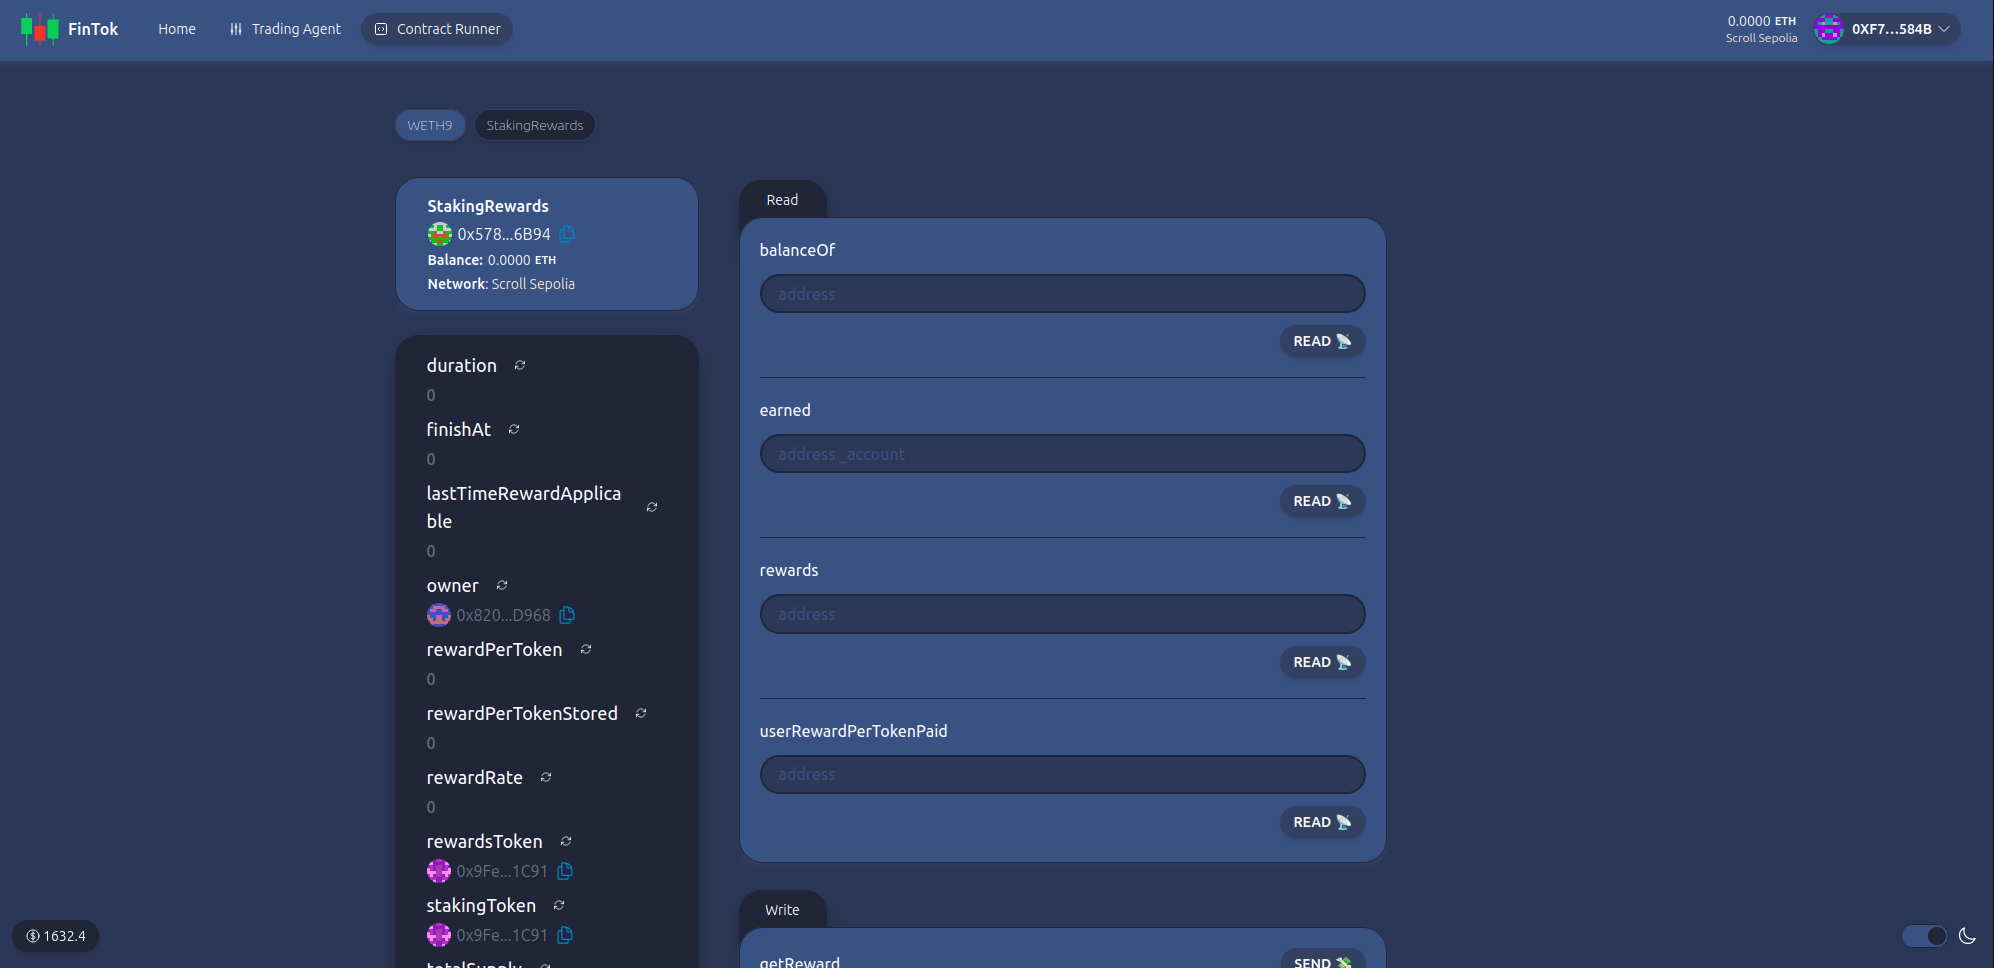 FinTok
Home
Trading Agent
Contract Runner
0.0000 ETH
Scroll Sepolia
0XF7...584B
WETH9
StakingRewards
StakingRewards
0x578...6B94
Balance: 0.0000 ETH
Network: Scroll Sepolia
duration
0
finishAt
0
lastTimeRewardApplica
ble
0
owner
0x820...D968
rewardPerToken
0
rewardPerTokenStored
0
rewardRate
0
rewardsToken
0x9Fe...1C91
stakingToken
0x9Fe...1C91
totalSupply
Read
balanceOf
address
READ
earned
address _account
READ
rewards
address
READ
userRewardPerTokenPaid
address
READ
Write
getReward
SEND
1632.4